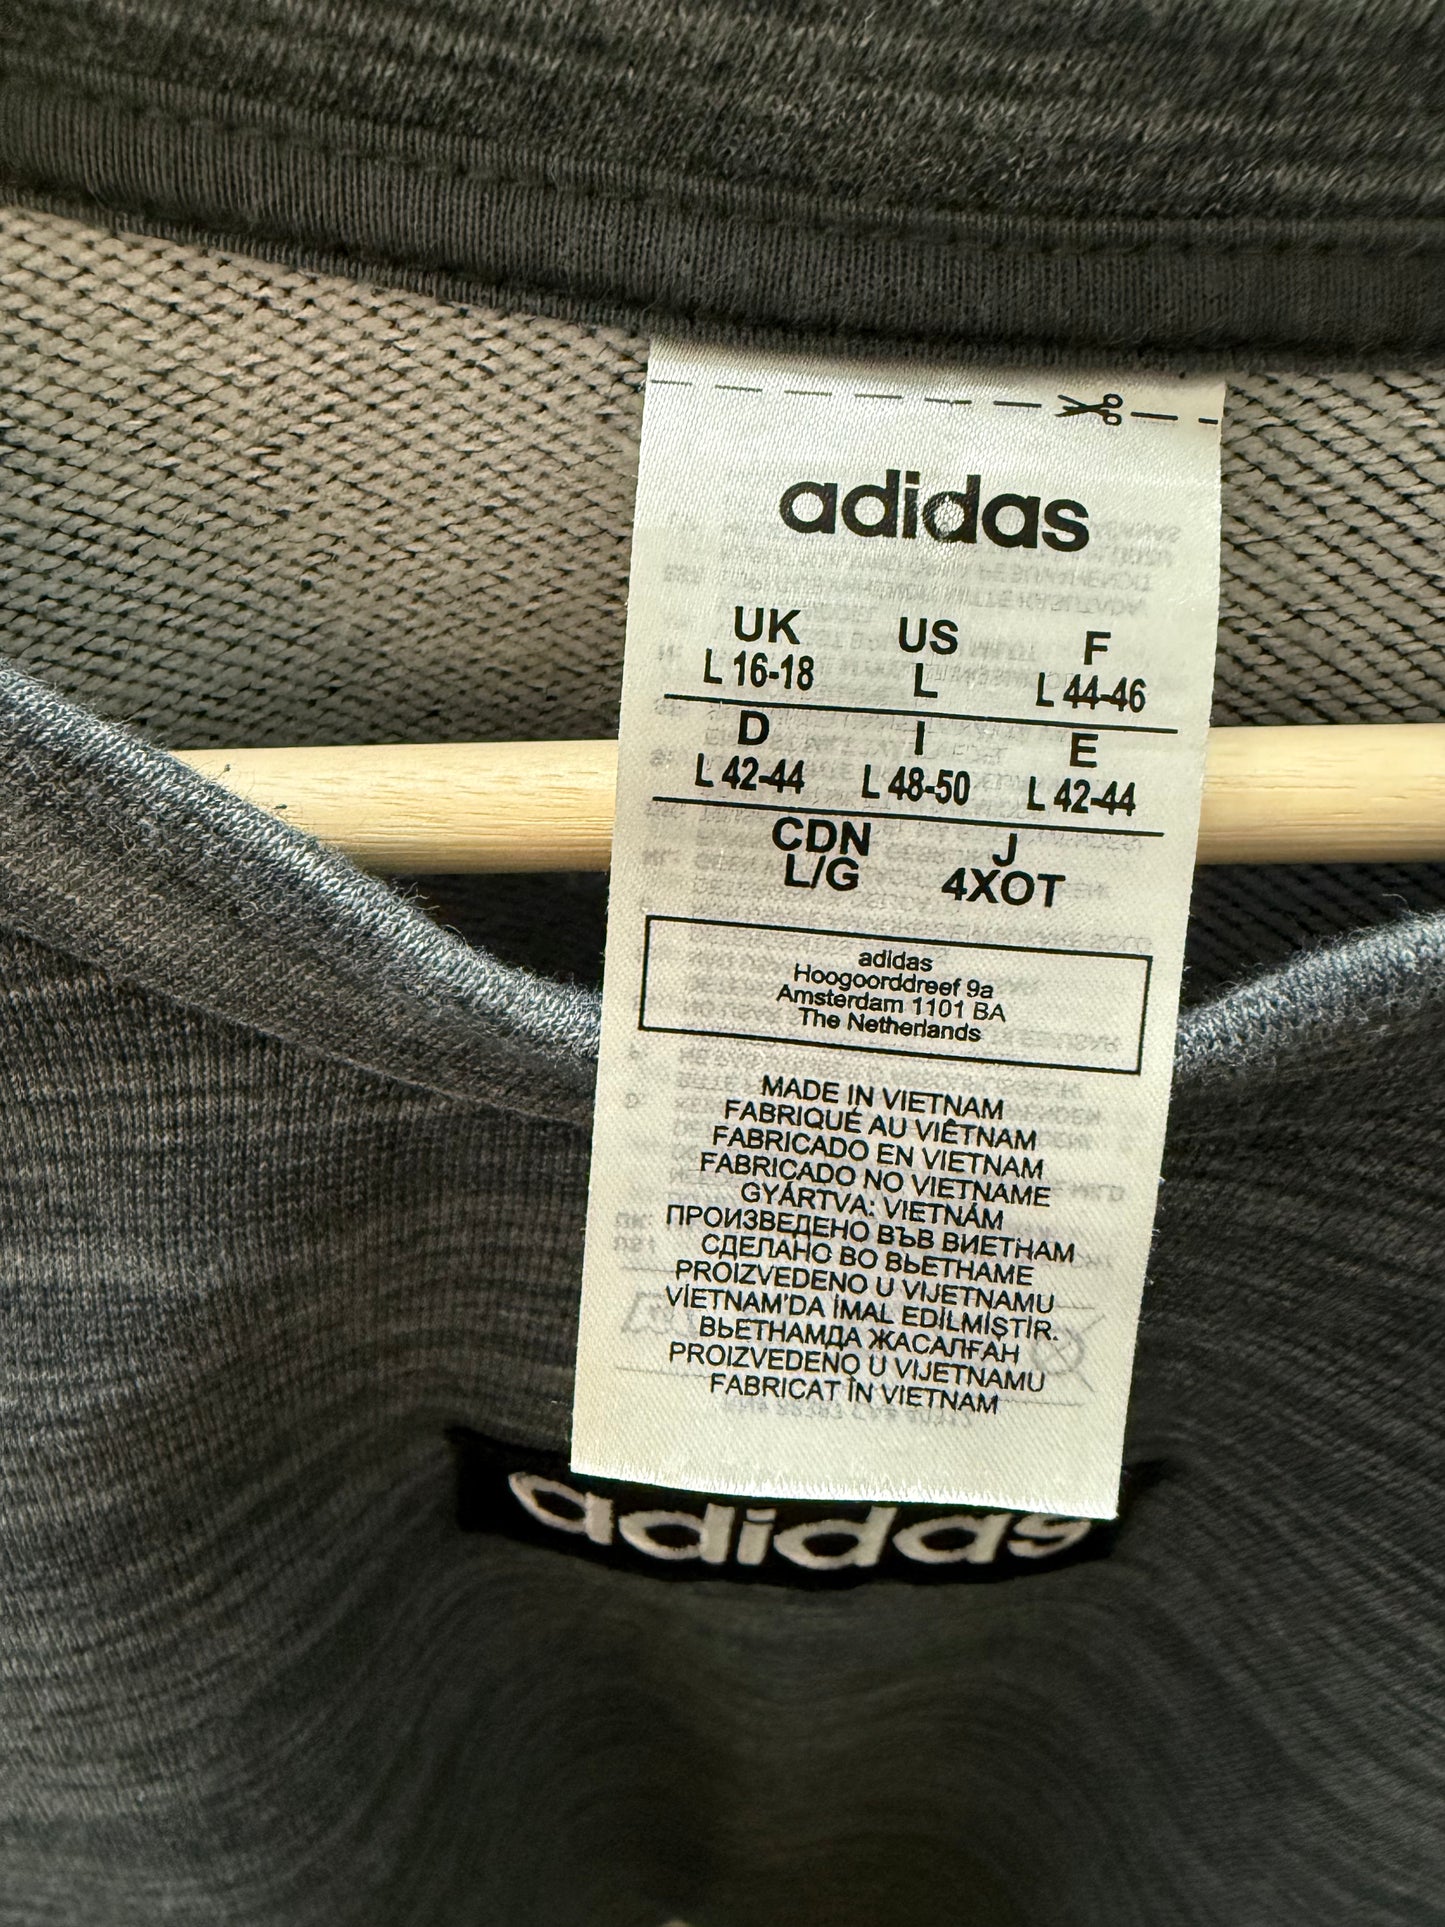 adidas
UK US F
L 16-18 L L 44-46
D I E
L 42-44 L 48-50 L 42-44
CDN J
L/G 4XOT
adidas
Hoogoorddreef 9a
Amsterdam 1101 BA
The Netherlands
MADE IN VIETNAM
FABRIQUÉ AU VIÊTNAM
FABRICADO EN VIETNAM
FABRICADO NO VIETNAME
GYÁRTVA: VIETNÁM
ПРОИЗВЕДЕНО ВЪВ ВИЕТНАМ
СДЕЛАНО ВО ВЬЕТНАМЕ
PROIZVEDENO U VIJETNAMU
VİETNAM'DA İMAL EDİLMİŞTİR.
ВЬЕТНАМДА ЖАСАЛҒАН
PROIZVEDENO U VIJETNAMU
FABRICAT ÎN VIETNAM
adidas